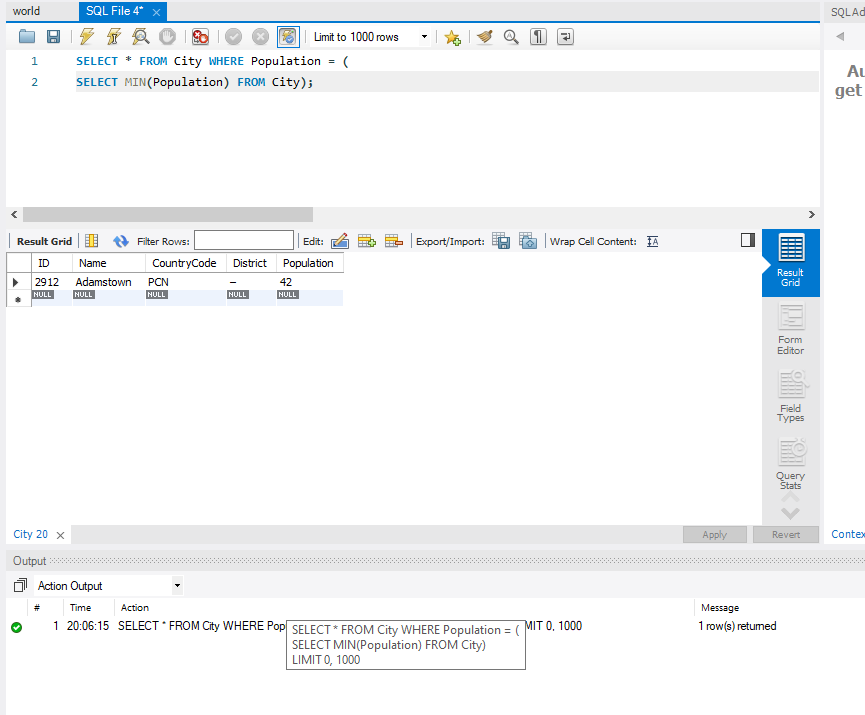 world
SQL File 4*
SQLAd
Limit to 1000 rows
1 SELECT * FROM City WHERE Population = (
2 SELECT MIN(Population) FROM City);
Au
get
Result Grid
Filter Rows:
Edit:
Export/Import:
Wrap Cell Content:
ID Name CountryCode District Population
2912 Adamstown PCN – 42
NULL NULL NULL NULL NULL
Result
Grid
Form
Editor
Field
Types
Query
Stats
City 20
Apply
Revert
Contex
Output
Action Output
# Time Action Message
1 20:06:15 SELECT * FROM City WHERE Pop MIT 0, 1000 1 row(s) returned
SELECT * FROM City WHERE Population = (
SELECT MIN(Population) FROM City)
LIMIT 0, 1000